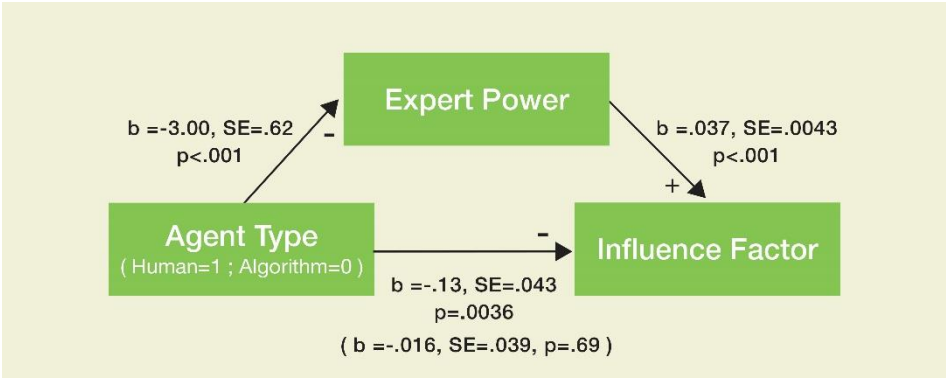 Expert Power
b =-3.00, SE=.62
p<.001
-
b =.037, SE=.0043
p<.001
+
Agent Type
( Human=1 ; Algorithm=0 )
-
Influence Factor
b =-.13, SE=.043
p=.0036
( b =-.016, SE=.039, p=.69 )